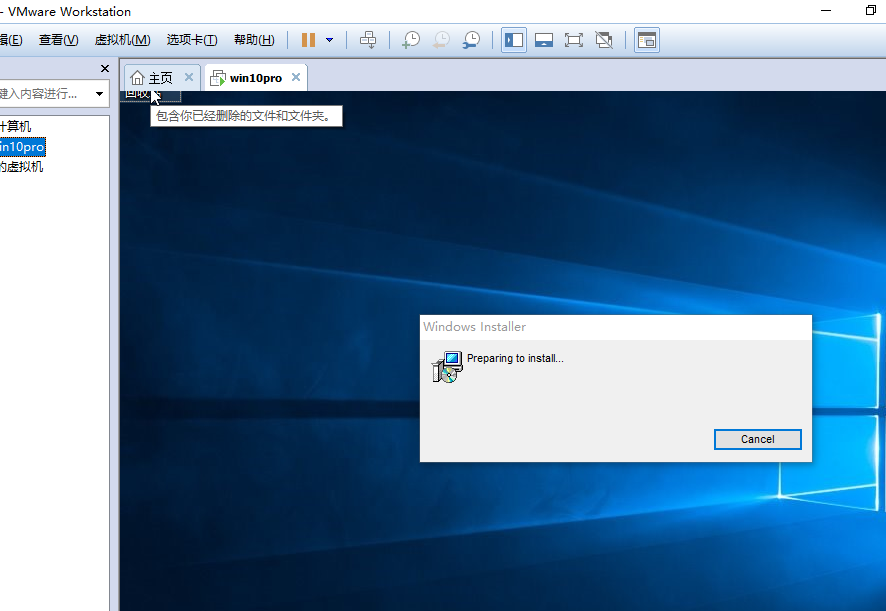 - VMware Workstation
辑(E) 查看(V) 虚拟机(M) 选项卡(T) 帮助(H)
主页
win10pro
键入内容进行...
回收
包含你已经删除的文件和文件夹。
计算机
in10pro
的虚拟机
Windows Installer
Preparing to install...
Cancel